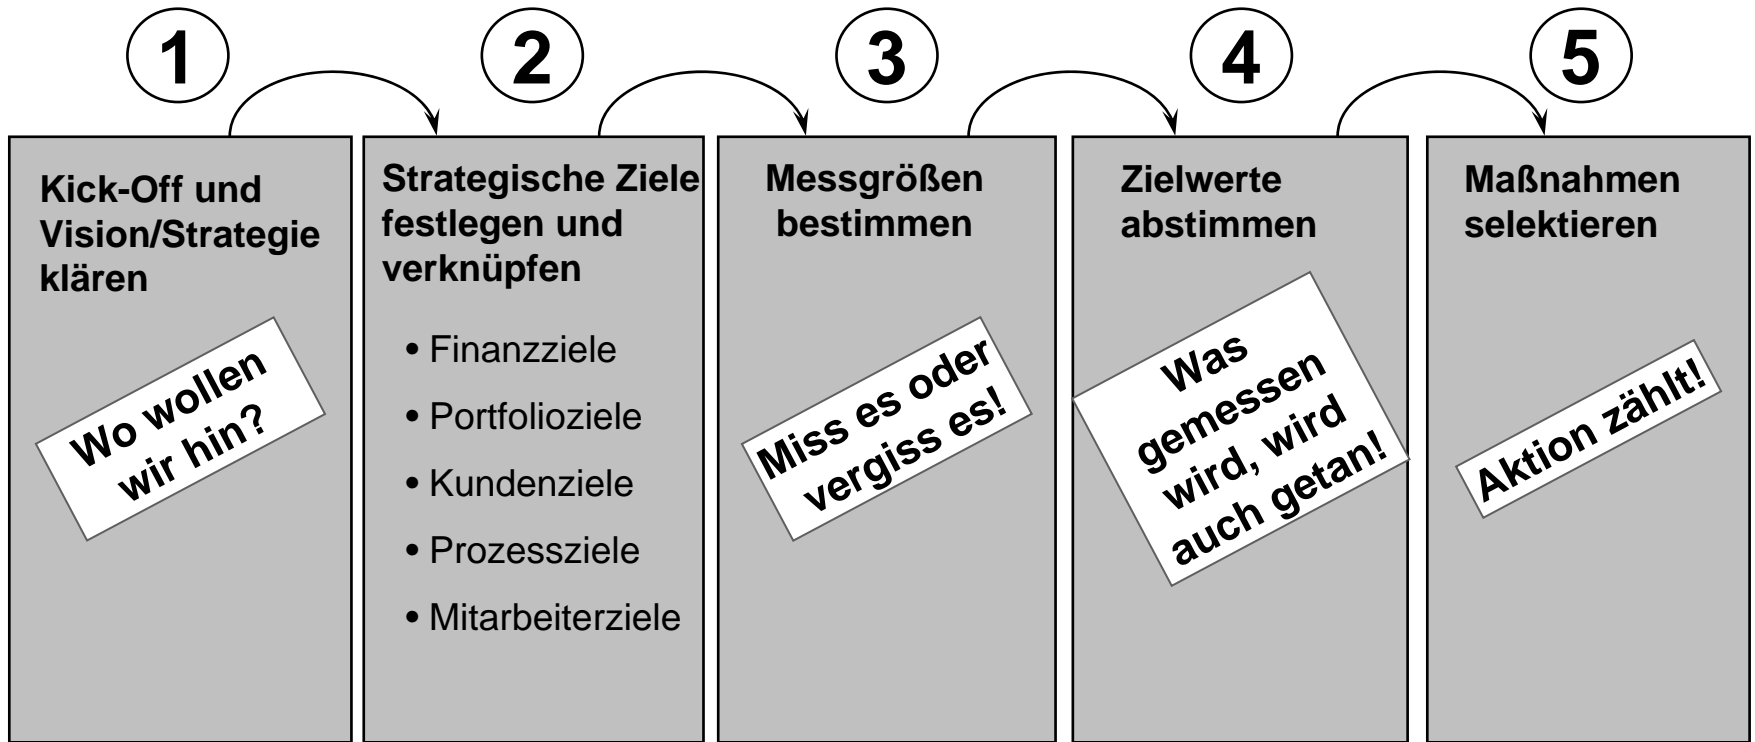 1
Kick-Off und
Vision/Strategie
klären
Wo wollen
wir hin?
2
Strategische Ziele
festlegen und
verknüpfen
• Finanzziele
• Portfolioziele
• Kundenziele
• Prozessziele
• Mitarbeiterziele
3
Messgrößen
bestimmen
Miss es oder
vergiss es!
4
Zielwerte
abstimmen
Was
gemessen
wird, wird
auch getan!
5
Maßnahmen
selektieren
Aktion zählt!